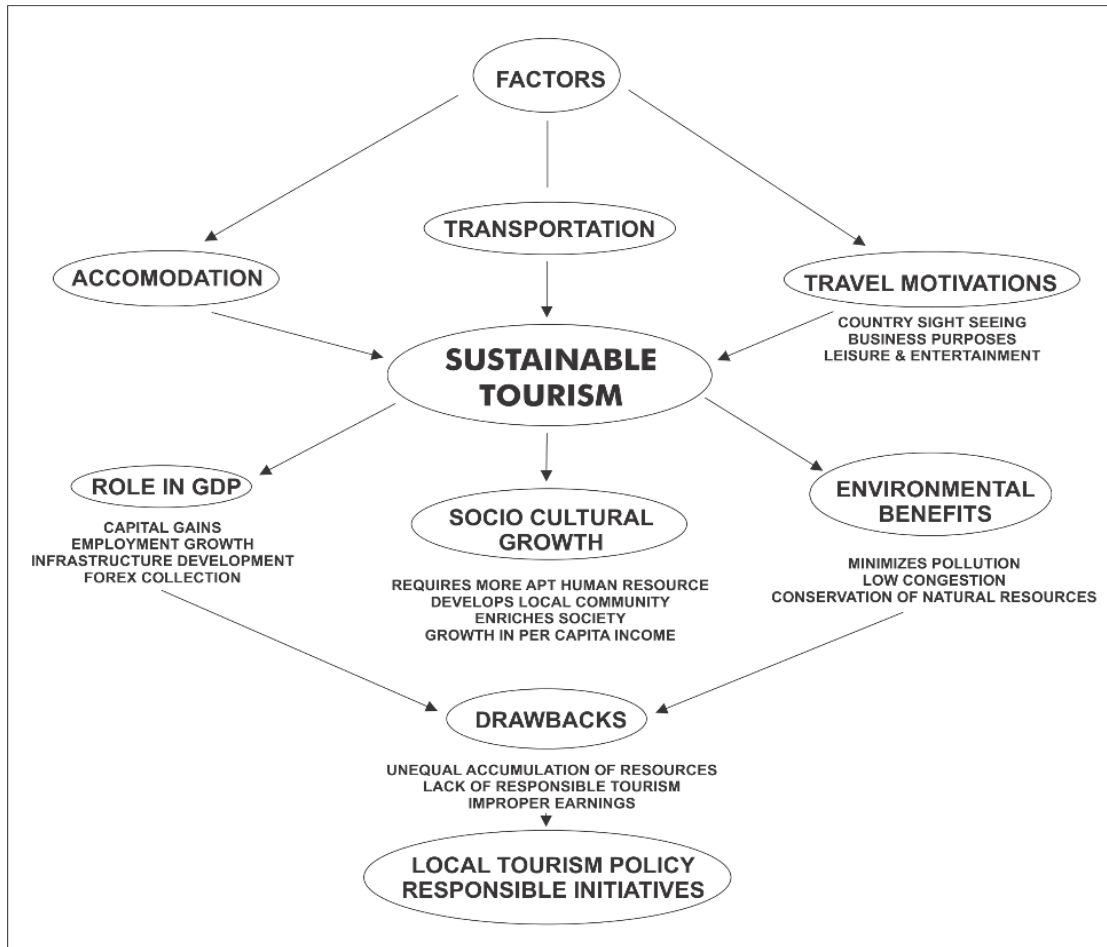 FACTORS
TRANSPORTATION
ACCOMODATION
TRAVEL MOTIVATIONS
COUNTRY SIGHT SEEING
BUSINESS PURPOSES
LEISURE & ENTERTAINMENT
SUSTAINABLE
TOURISM
ROLE IN GDP
CAPITAL GAINS
EMPLOYMENT GROWTH
INFRASTRUCTURE DEVELOPMENT
FOREX COLLECTION
SOCIO CULTURAL
GROWTH
REQUIRES MORE APT HUMAN RESOURCE
DEVELOPS LOCAL COMMUNITY
ENRICHES SOCIETY
GROWTH IN PER CAPITA INCOME
ENVIRONMENTAL
BENEFITS
MINIMIZES POLLUTION
LOW CONGESTION
CONSERVATION OF NATURAL RESOURCES
DRAWBACKS
UNEQUAL ACCUMULATION OF RESOURCES
LACK OF RESPONSIBLE TOURISM
IMPROPER EARNINGS
LOCAL TOURISM POLICY
RESPONSIBLE INITIATIVES